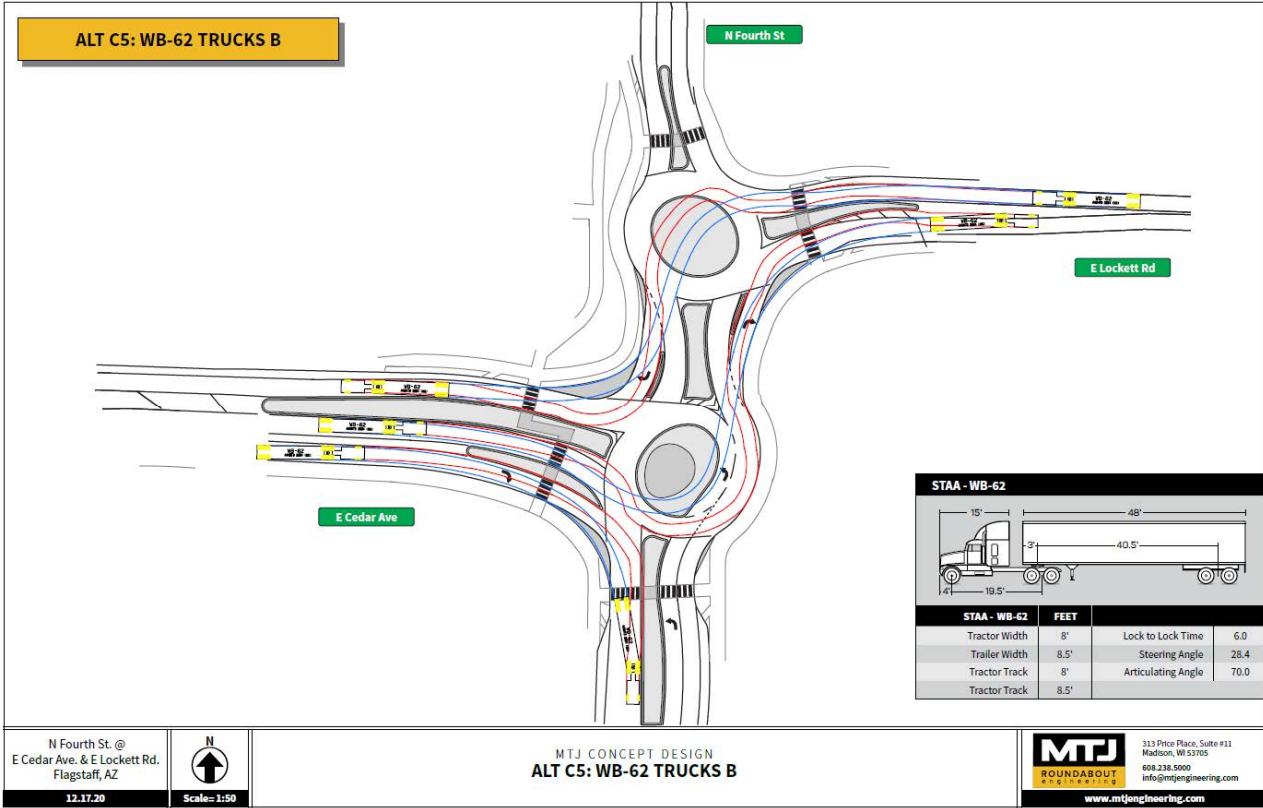 ALT C5: WB-62 TRUCKS B
N Fourth St
WB-62
WB-62
E Lockett Rd
WB-62
WB-62
WB-62
E Cedar Ave
STAA - WB-62
15'
48'
3'
40.5'
4'
19.5'
STAA - WB-62 FEET
Tractor Width 8' Lock to Lock Time 6.0
Trailer Width 8.5' Steering Angle 28.4
Tractor Track 8' Articulating Angle 70.0
Tractor Track 8.5'
N Fourth St. @
E Cedar Ave. & E Lockett Rd.
Flagstaff, AZ
12.17.20
N
Scale= 1:50
MTJ CONCEPT DESIGN
ALT C5: WB-62 TRUCKS B
MTJ
ROUNDABOUT
engineering
313 Price Place, Suite #11
Madison, WI 53705
608.238.5000
info@mtjengineering.com
www.mtjengineering.com